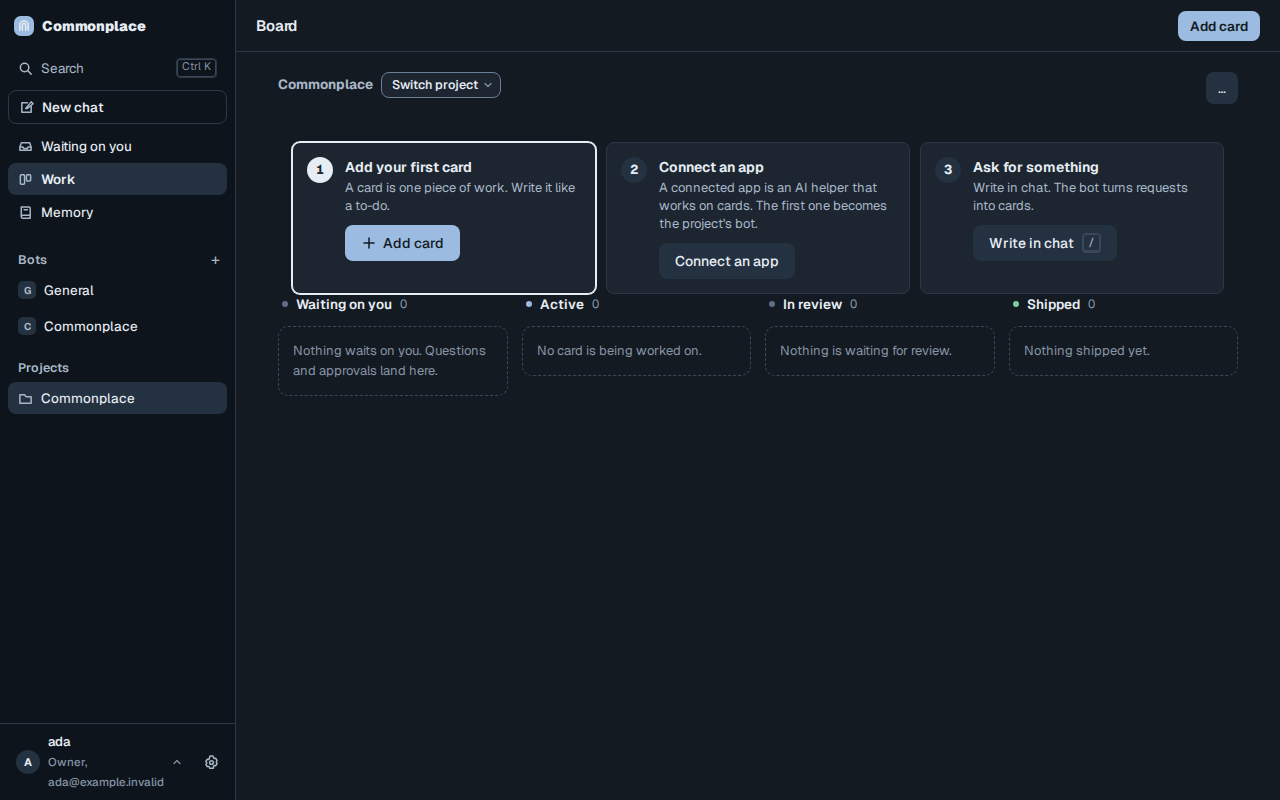 Commonplace
Search
Ctrl K
New chat
Waiting on you
Work
Memory
Bots
+
G
General
C
Commonplace
Projects
Commonplace
A
ada
Owner,
ada@example.invalid
Board
Add card
Commonplace
Switch project
...
1
Add your first card
A card is one piece of work. Write it like
a to-do.
+ Add card
2
Connect an app
A connected app is an AI helper that
works on cards. The first one becomes
the project's bot.
Connect an app
3
Ask for something
Write in chat. The bot turns requests
into cards.
Write in chat /
Waiting on you 0
Nothing waits on you. Questions
and approvals land here.
Active 0
No card is being worked on.
In review 0
Nothing is waiting for review.
Shipped 0
Nothing shipped yet.